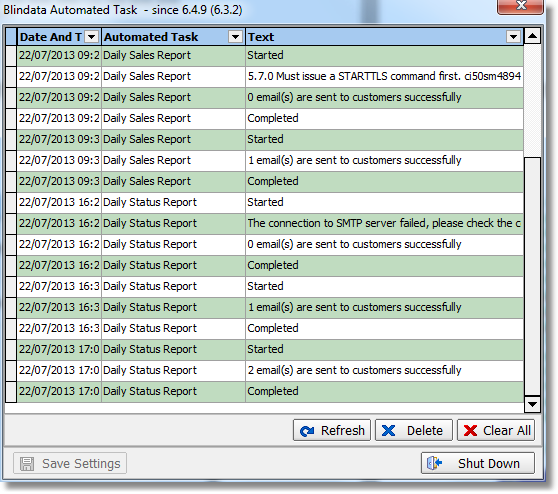 Blindata Automated Task - since 6.4.9 (6.3.2)
Date And T Automated Task Text
22/07/2013 09:2 Daily Sales Report Started
22/07/2013 09:2 Daily Sales Report 5.7.0 Must issue a STARTTLS command first. ci50sm4894
22/07/2013 09:2 Daily Sales Report 0 email(s) are sent to customers successfully
22/07/2013 09:2 Daily Sales Report Completed
22/07/2013 09:3 Daily Sales Report Started
22/07/2013 09:3 Daily Sales Report 1 email(s) are sent to customers successfully
22/07/2013 09:3 Daily Sales Report Completed
22/07/2013 16:2 Daily Status Report Started
22/07/2013 16:2 Daily Status Report The connection to SMTP server failed, please check the c
22/07/2013 16:2 Daily Status Report 0 email(s) are sent to customers successfully
22/07/2013 16:2 Daily Status Report Completed
22/07/2013 16:3 Daily Status Report Started
22/07/2013 16:3 Daily Status Report 1 email(s) are sent to customers successfully
22/07/2013 16:3 Daily Status Report Completed
22/07/2013 17:0 Daily Status Report Started
22/07/2013 17:0 Daily Status Report 2 email(s) are sent to customers successfully
22/07/2013 17:0 Daily Status Report Completed
Refresh Delete Clear All
Save Settings Shut Down